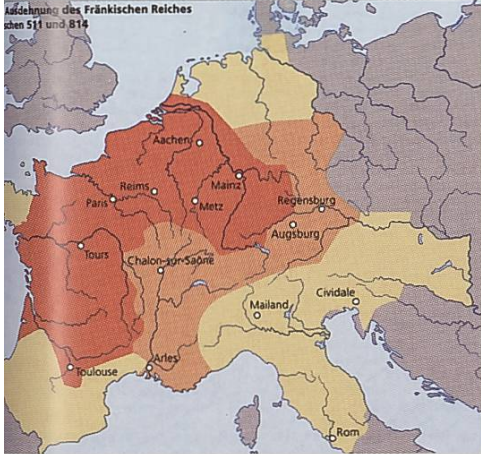 Ausdehnung des Fränkischen Reiches
schen 511 und 814
Aachen
Reims
Mainz
Paris
Metz
Regensburg
Augsburg
Tours
Chalon-sur-Saône
Mailand
Cividale
Arles
Toulouse
Rom